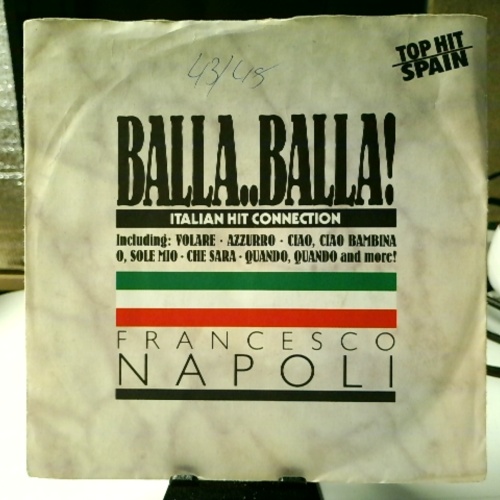 43/45
TOP HIT
SPAIN
BALLA..BALLA!
ITALIAN HIT CONNECTION
Including: VOLARE · AZZURRO · CIAO, CIAO BAMBINA
O, SOLE MIO · CHE SARA · QUANDO, QUANDO and more!
FRANCESCO
NAPOLI